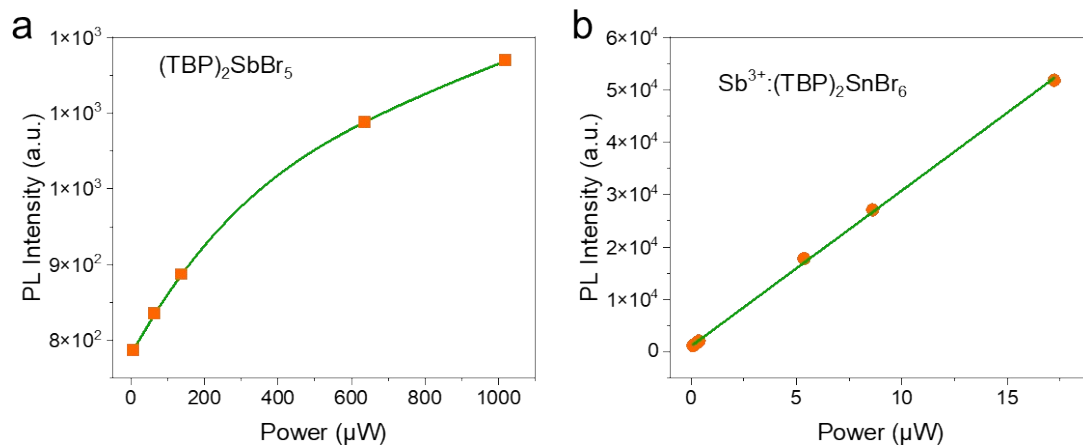 a
(TBP)₂SbBr₅
PL Intensity (a.u.)
1×10³
1×10³
1×10³
9×10²
8×10²
0 200 400 600 800 1000
Power (μW)
b
Sb³⁺:(TBP)₂SnBr₆
PL Intensity (a.u.)
6×10⁴
5×10⁴
4×10⁴
3×10⁴
2×10⁴
1×10⁴
0
0 5 10 15
Power (μW)